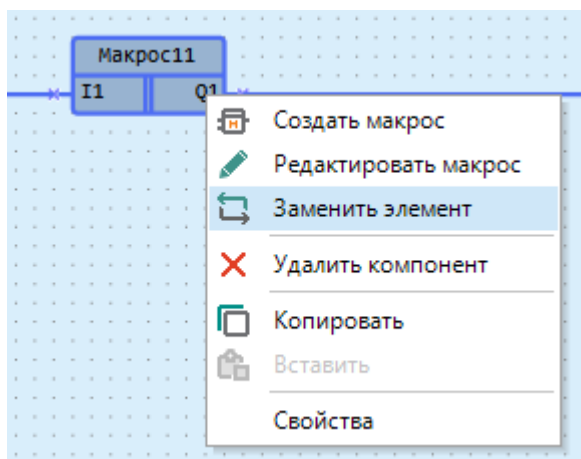 Макрос11
I1 Q1
Создать макрос
Редактировать макрос
Заменить элемент
Удалить компонент
Копировать
Вставить
Свойства